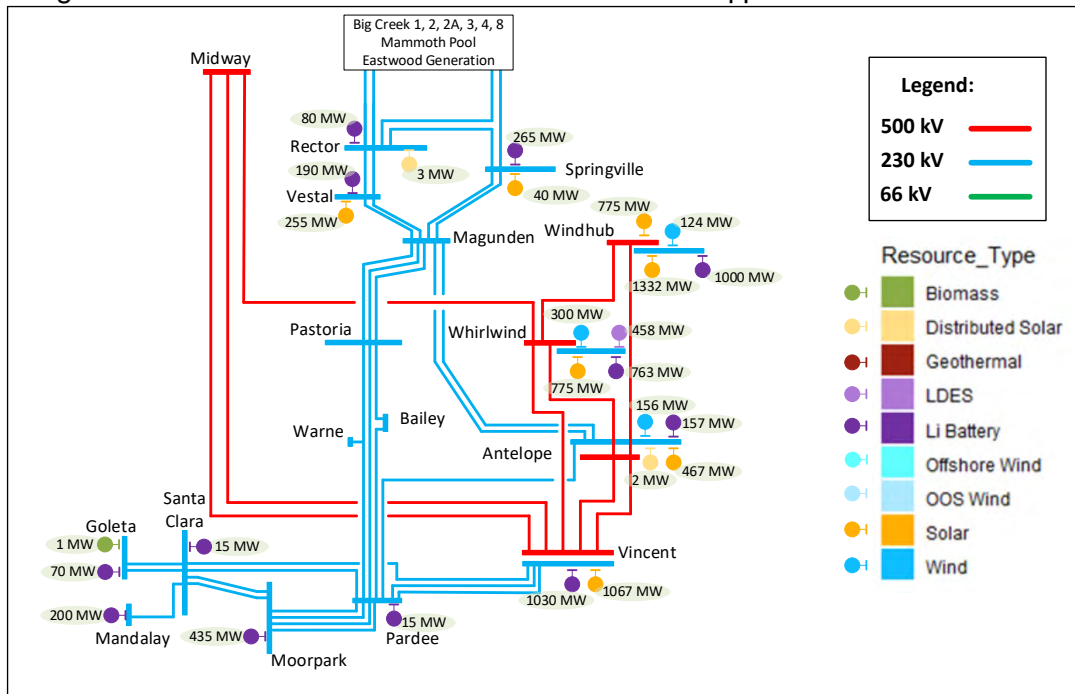 Big Creek 1, 2, 2A, 3, 4, 8
Mammoth Pool
Eastwood Generation
Midway
Legend:
500 kV
230 kV
66 kV
80 MW
Rector
3 MW
265 MW
Springville
40 MW
190 MW
Vestal
255 MW
Magunden
775 MW
Windhub
124 MW
1332 MW
1000 MW
Resource_Type
Biomass
Distributed Solar
Geothermal
LDES
Li Battery
Offshore Wind
OOS Wind
Solar
Wind
Pastoria
Whirlwind
300 MW
458 MW
775 MW
763 MW
Bailey
Warne
156 MW
157 MW
Antelope
2 MW
467 MW
Santa
Clara
Goleta
1 MW
15 MW
70 MW
Vincent
1030 MW
1067 MW
200 MW
Mandalay
435 MW
Moorpark
15 MW
Pardee